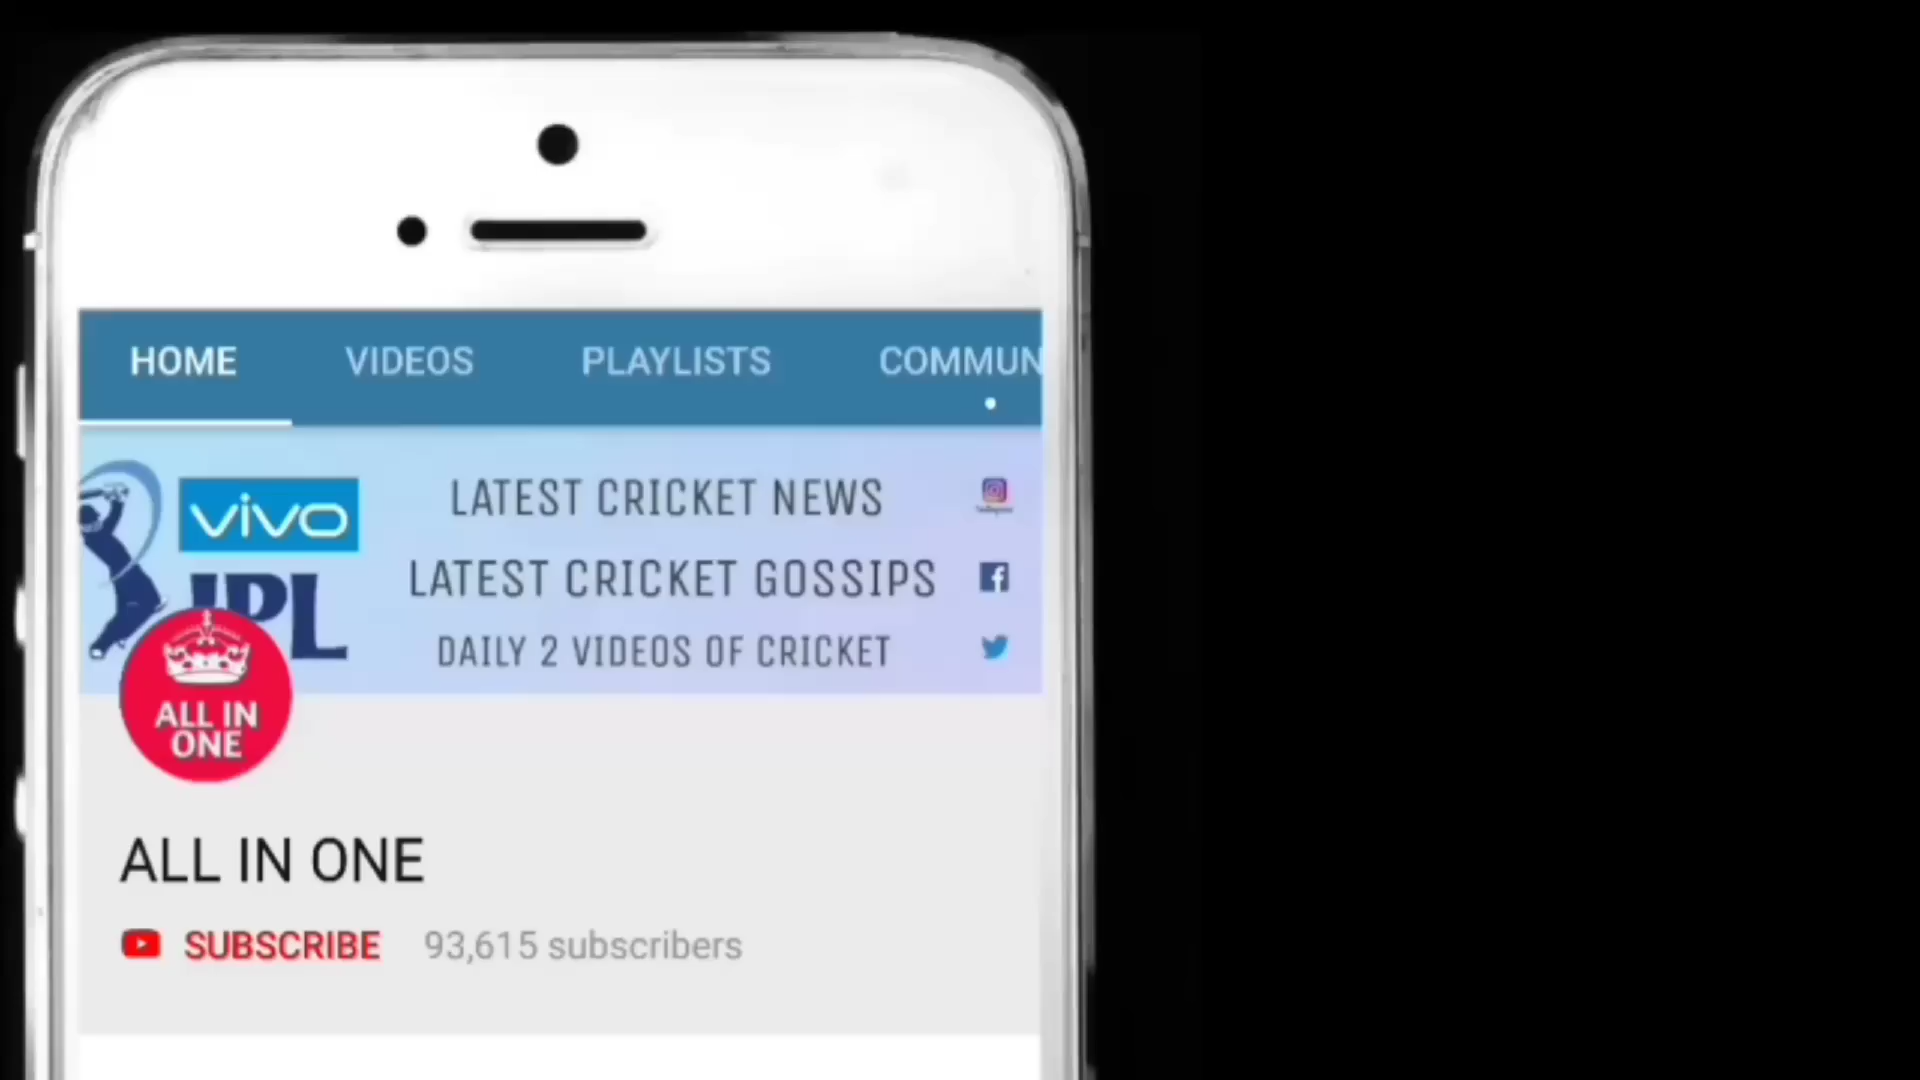 HOME VIDEOS PLAYLISTS COMMUN
vivo
IPL
LATEST CRICKET NEWS
LATEST CRICKET GOSSIPS
DAILY 2 VIDEOS OF CRICKET
ALL IN
ONE
ALL IN ONE
SUBSCRIBE 93,615 subscribers